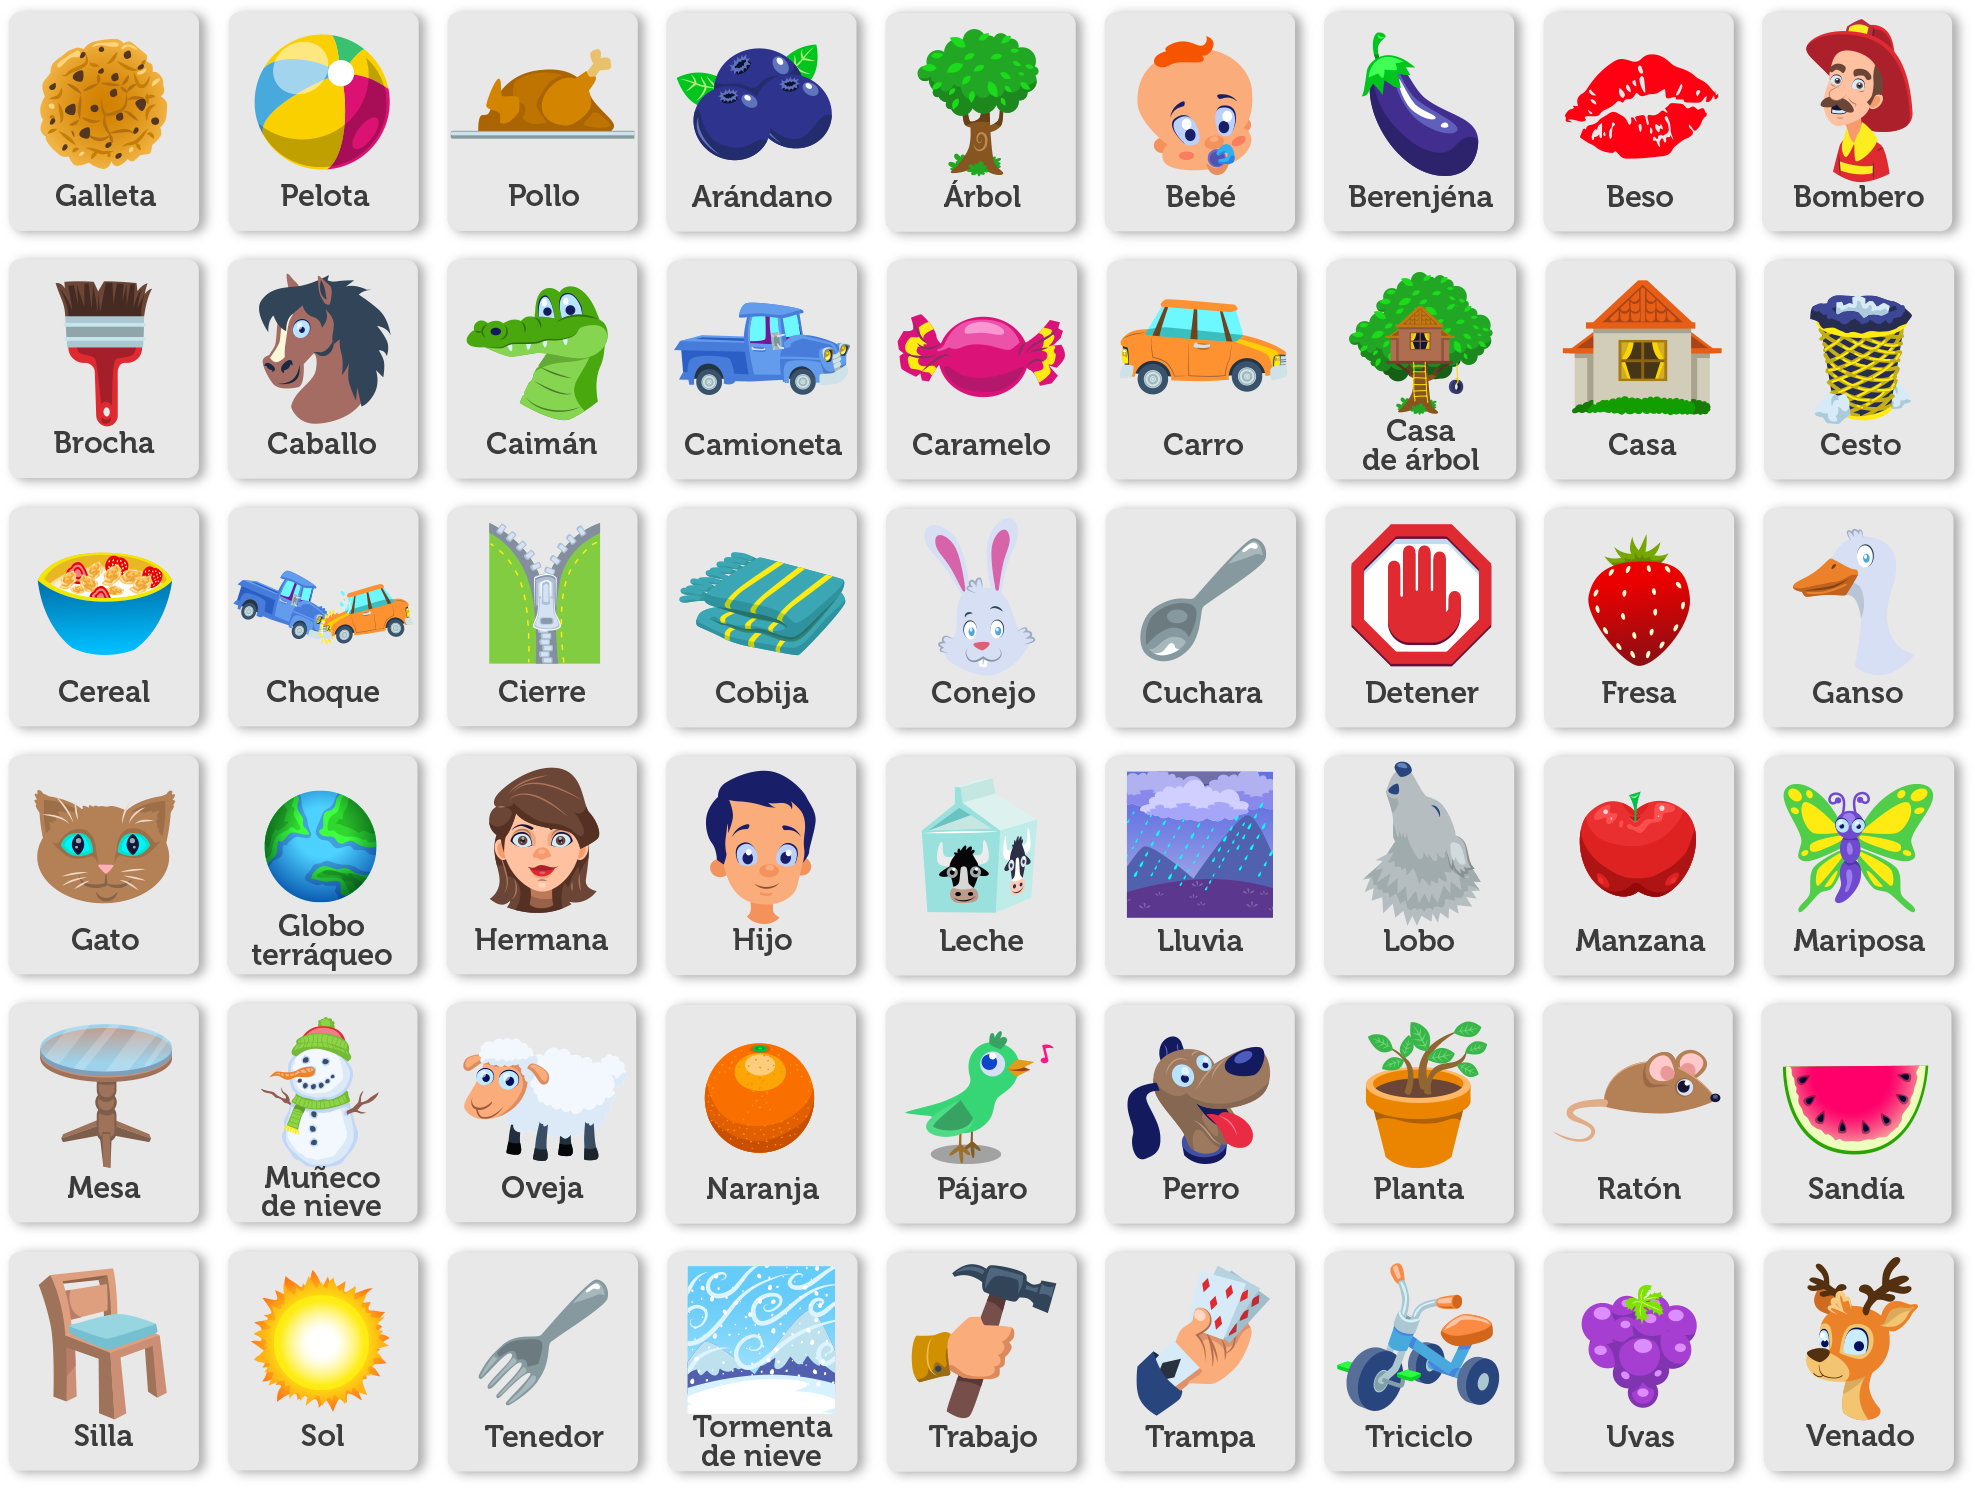 Galleta
Pelota
Pollo
Arándano
Árbol
Bebé
Berenjéna
Beso
Bombero
Brocha
Caballo
Caimán
Camioneta
Caramelo
Carro
Casa
de árbol
Casa
Cesto
Cereal
Choque
Cierre
Cobija
Conejo
Cuchara
Detener
Fresa
Ganso
Gato
Globo
terráqueo
Hermana
Hijo
Leche
Lluvia
Lobo
Manzana
Mariposa
Mesa
Muñeco
de nieve
Oveja
Naranja
Pájaro
Perro
Planta
Ratón
Sandía
Silla
Sol
Tenedor
Tormenta
de nieve
Trabajo
Trampa
Triciclo
Uvas
Venado